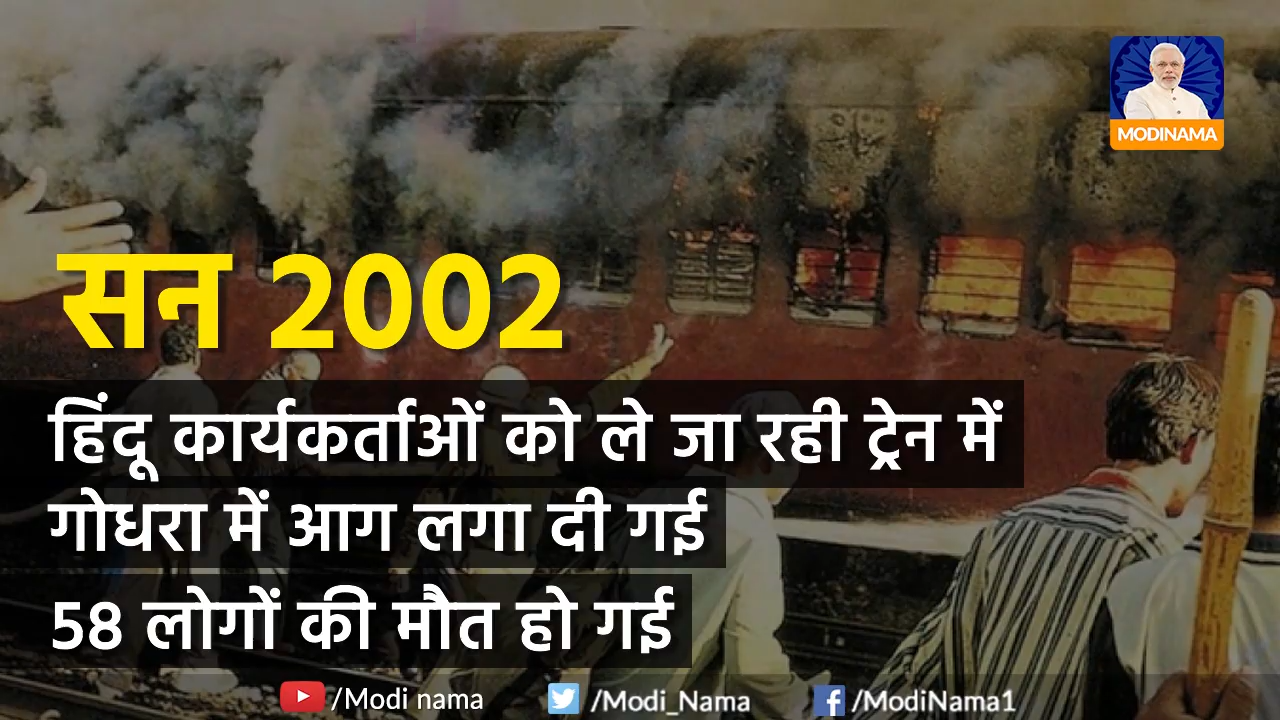 MODINAMA
सन 2002
हिंदू कार्यकर्ताओं को ले जा रही ट्रेन में
गोधरा में आग लगा दी गई
58 लोगों की मौत हो गई
/Modi nama /Modi_Nama /ModiNama1